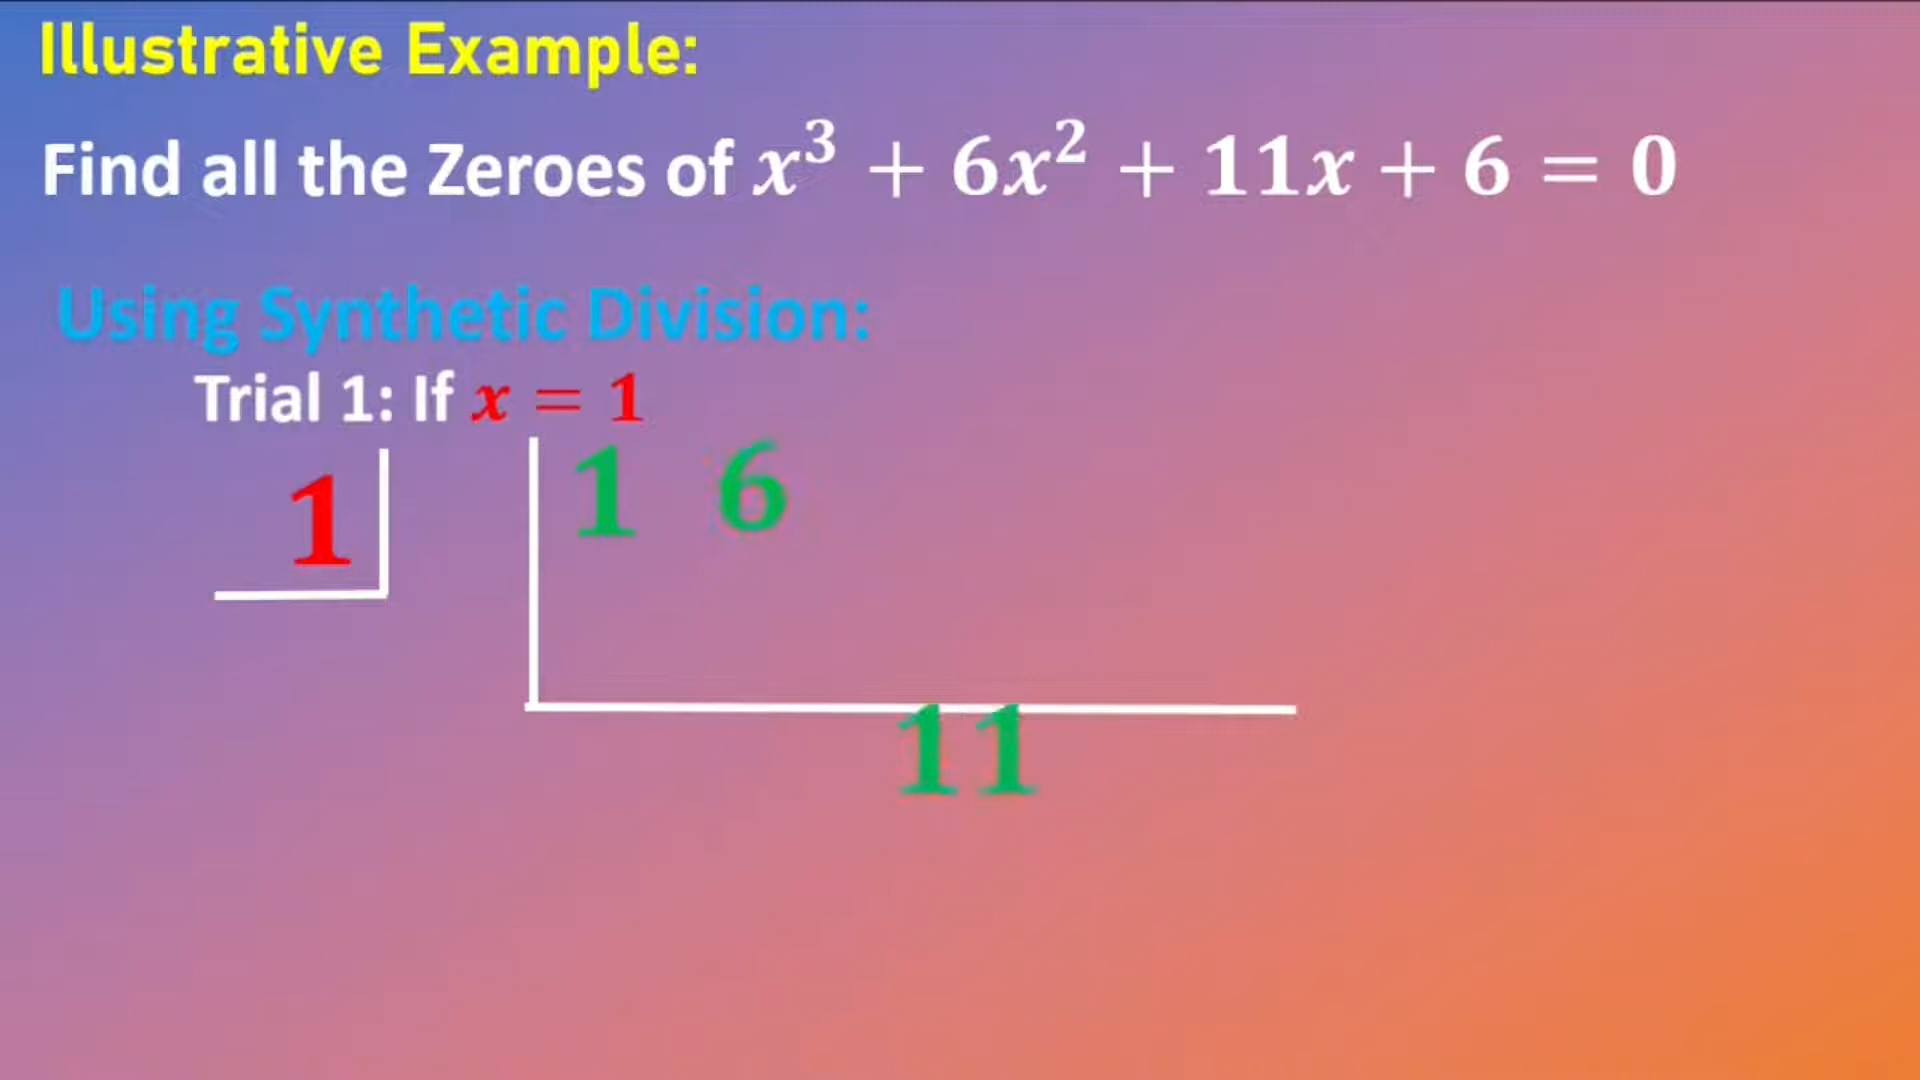 Illustrative Example:
Find all the Zeroes of x³ + 6x² + 11x + 6 = 0
Using Synthetic Division:
Trial 1: If x = 1
1 1 6
11